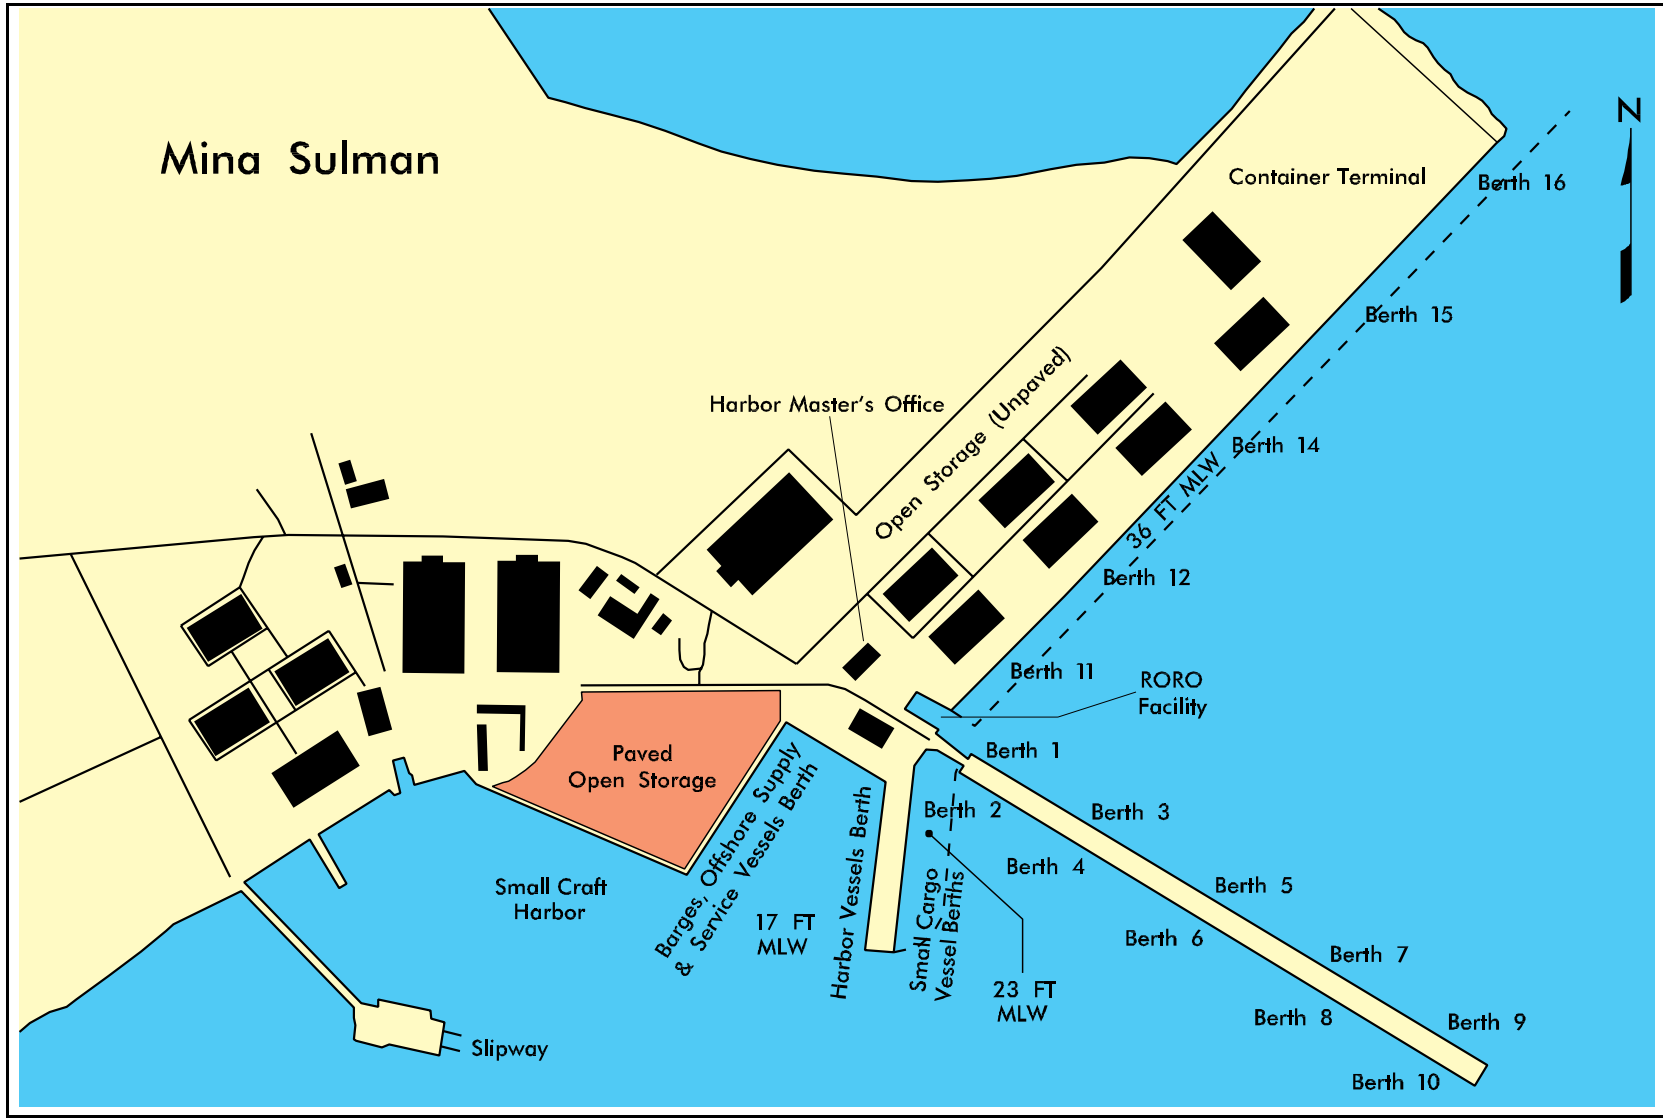 N
Mina Sulman
Container Terminal
Berth 16
Berth 15
Harbor Master's Office
Open Storage (Unpaved)
Berth 14
36 FT MLW
Berth 12
Berth 11
RORO
Facility
Berth 1
Paved
Open Storage
Barges, Offshore Supply
& Service Vessels Berth
Harbor Vessels Berth
Berth 2
Berth 3
Berth 4
Small Craft
Harbor
Small Cargo
Vessel Berths
Berth 5
17 FT
MLW
Berth 6
Berth 7
23 FT
MLW
Berth 8
Berth 9
Slipway
Berth 10